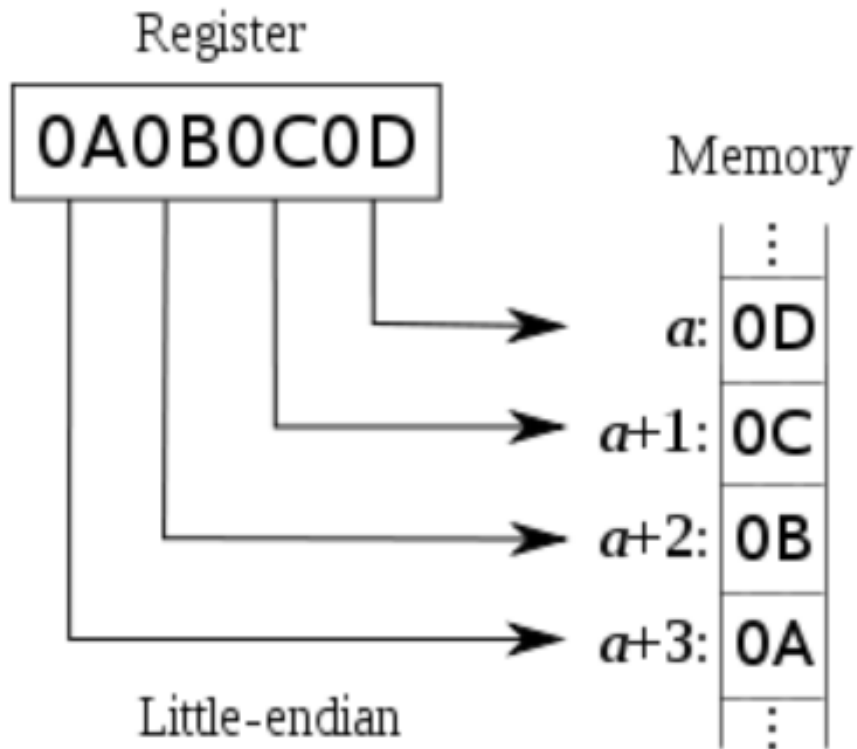 Register
0A0B0C0D
Memory
a: 0D
a+1: 0C
a+2: 0B
a+3: 0A
Little-endian